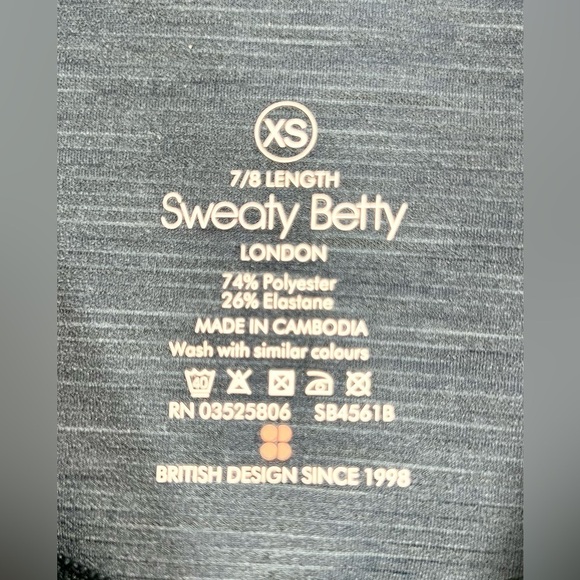 XS
7/8 LENGTH
Sweaty Betty
LONDON
74% Polyester
26% Elastane
MADE IN CAMBODIA
Wash with similar colours
40
RN 03525806 SB4561B
BRITISH DESIGN SINCE 1998